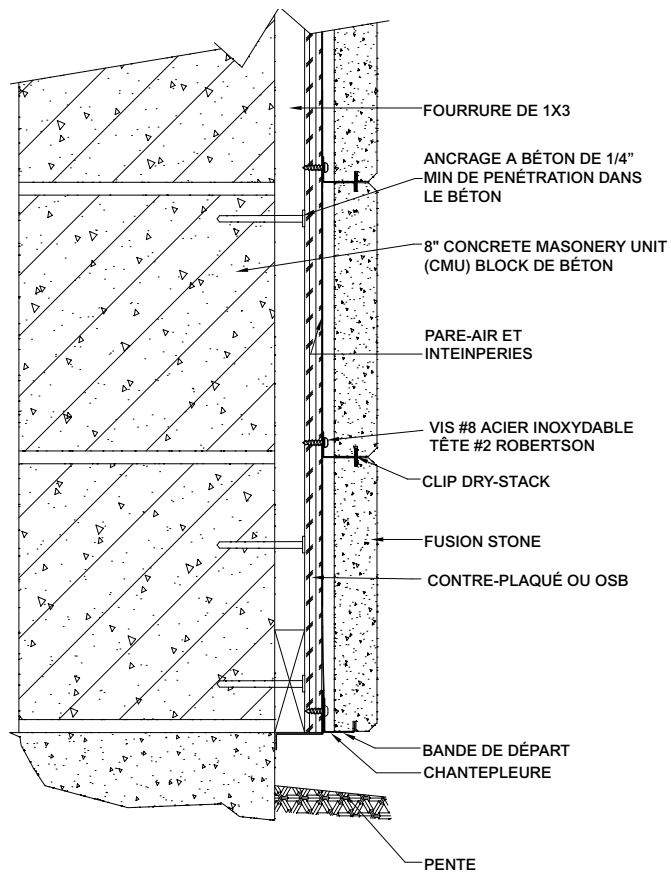 FOURRURE DE 1X3
ANCRAGE A BÉTON DE 1/4”
MIN DE PENÉTRATION DANS
LE BÉTON
8" CONCRETE MASONERY UNIT
(CMU) BLOCK DE BÉTON
PARE-AIR ET
INTEINPERIES
VIS #8 ACIER INOXYDABLE
TÊTE #2 ROBERTSON
CLIP DRY-STACK
FUSION STONE
CONTRE-PLAQUÉ OU OSB
BANDE DE DÉPART
CHANTEPLEURE
PENTE